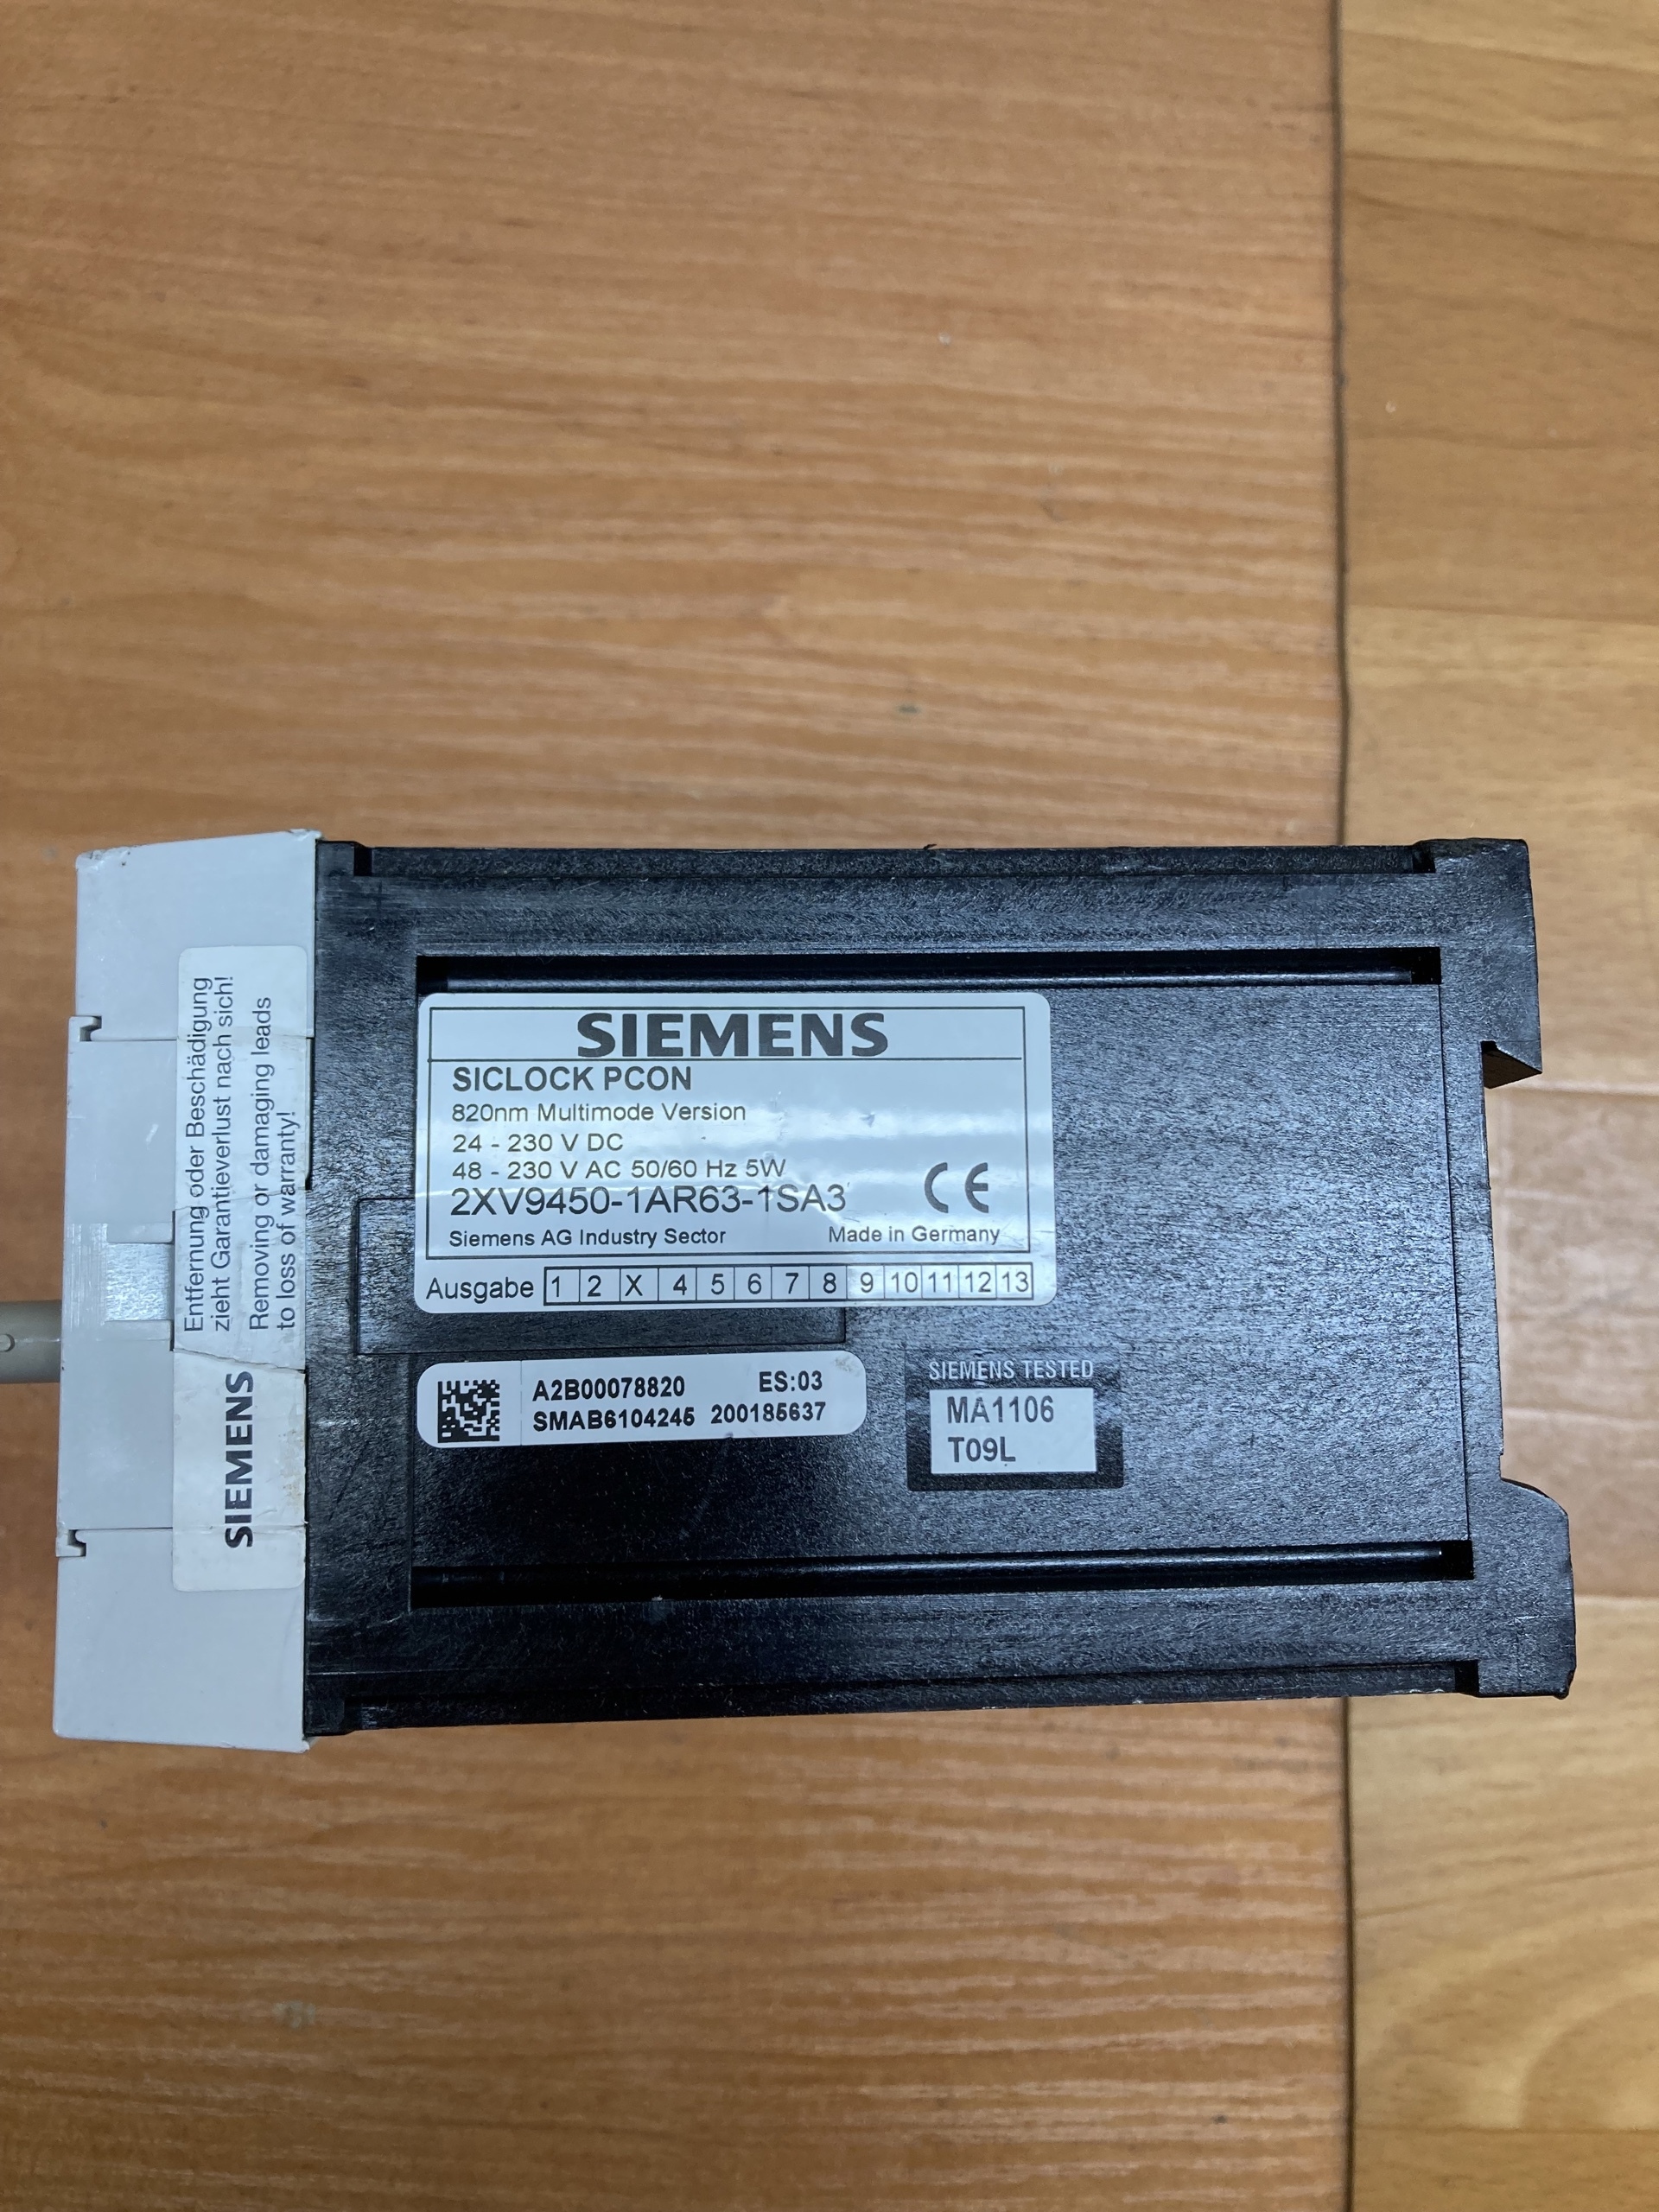 SIEMENS
SICLOCK PCON
820nm Multimode Version
24 - 230 V DC
48 - 230 V AC 50/60 Hz 5W
2XV9450-1AR63-1SA3
CE
Siemens AG Industry Sector Made in Germany
Ausgabe 1 2 X 4 5 6 7 8 9 10 11 12 13
A2B00078820 ES:03
SMAB6104245 200185637
SIEMENS TESTED
MA1106
T09L
Entfernung oder Beschädigung
zieht Garantieverlust nach sich!
Removing or damaging leads
to loss of warranty!
SIEMENS